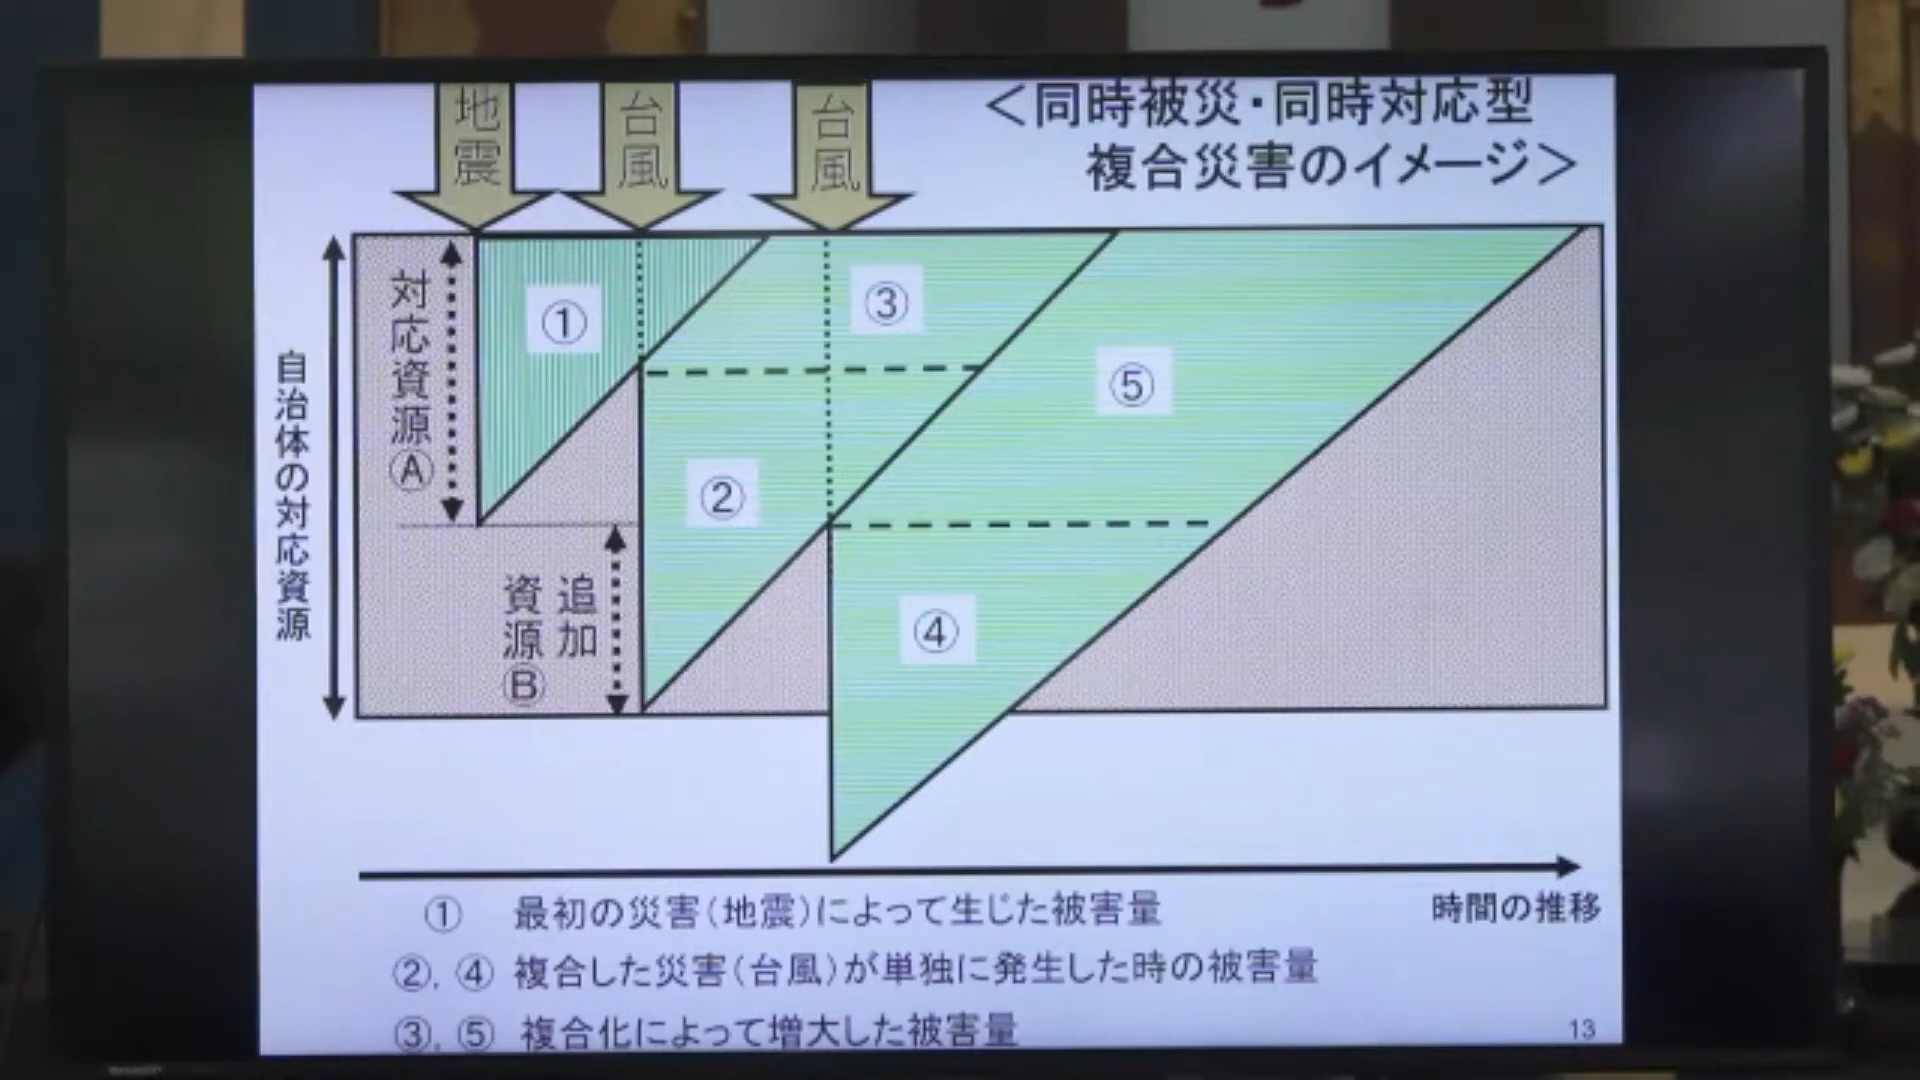 地震
台風
台風
<同時被災・同時対応型
複合災害のイメージ>
自治体の対応資源
対応資源Ⓐ
追加
資源Ⓑ
①
②
③
④
⑤
時間の推移
① 最初の災害(地震)によって生じた被害量
②, ④ 複合した災害(台風)が単独に発生した時の被害量
③, ⑤ 複合化によって増大した被害量
13